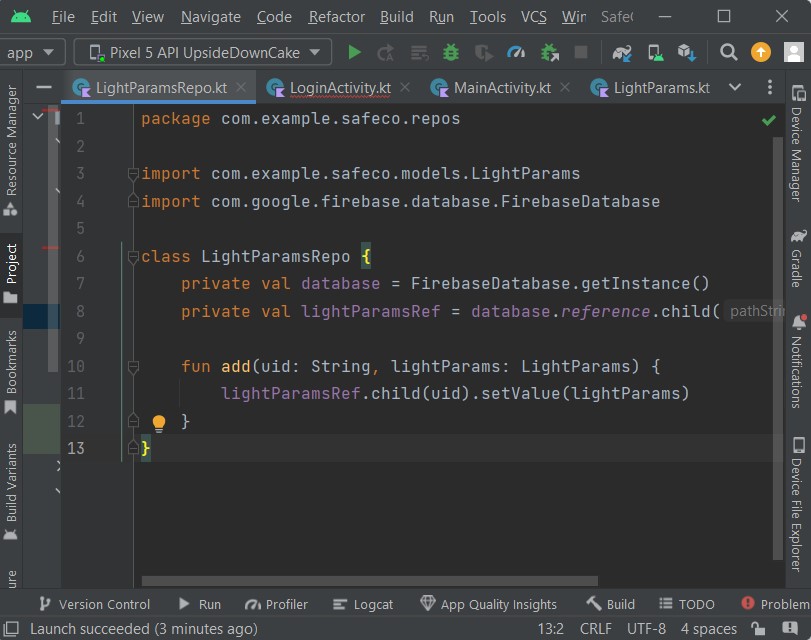 File Edit View Navigate Code Refactor Build Run Tools VCS
app Pixel 5 API UpsideDownCake
LightParamsRepo.kt LoginActivity.kt MainActivity.kt LightParams.kt
Resource Manager
Project
Bookmarks
Build Variants
1 package com.example.safeco.repos
2
3 import com.example.safeco.models.LightParams
4 import com.google.firebase.database.FirebaseDatabase
5
6 class LightParamsRepo {
7 private val database = FirebaseDatabase.getInstance()
8 private val lightParamsRef = database.reference.child( pathStri
9
10 fun add(uid: String, lightParams: LightParams) {
11 lightParamsRef.child(uid).setValue(lightParams)
12 }
13 }
Device Manager
Gradle
Notifications
Device File Explorer
Version Control Run Profiler Logcat App Quality Insights Build TODO Problem
Launch succeeded (3 minutes ago) 13:2 CRLF UTF-8 4 spaces